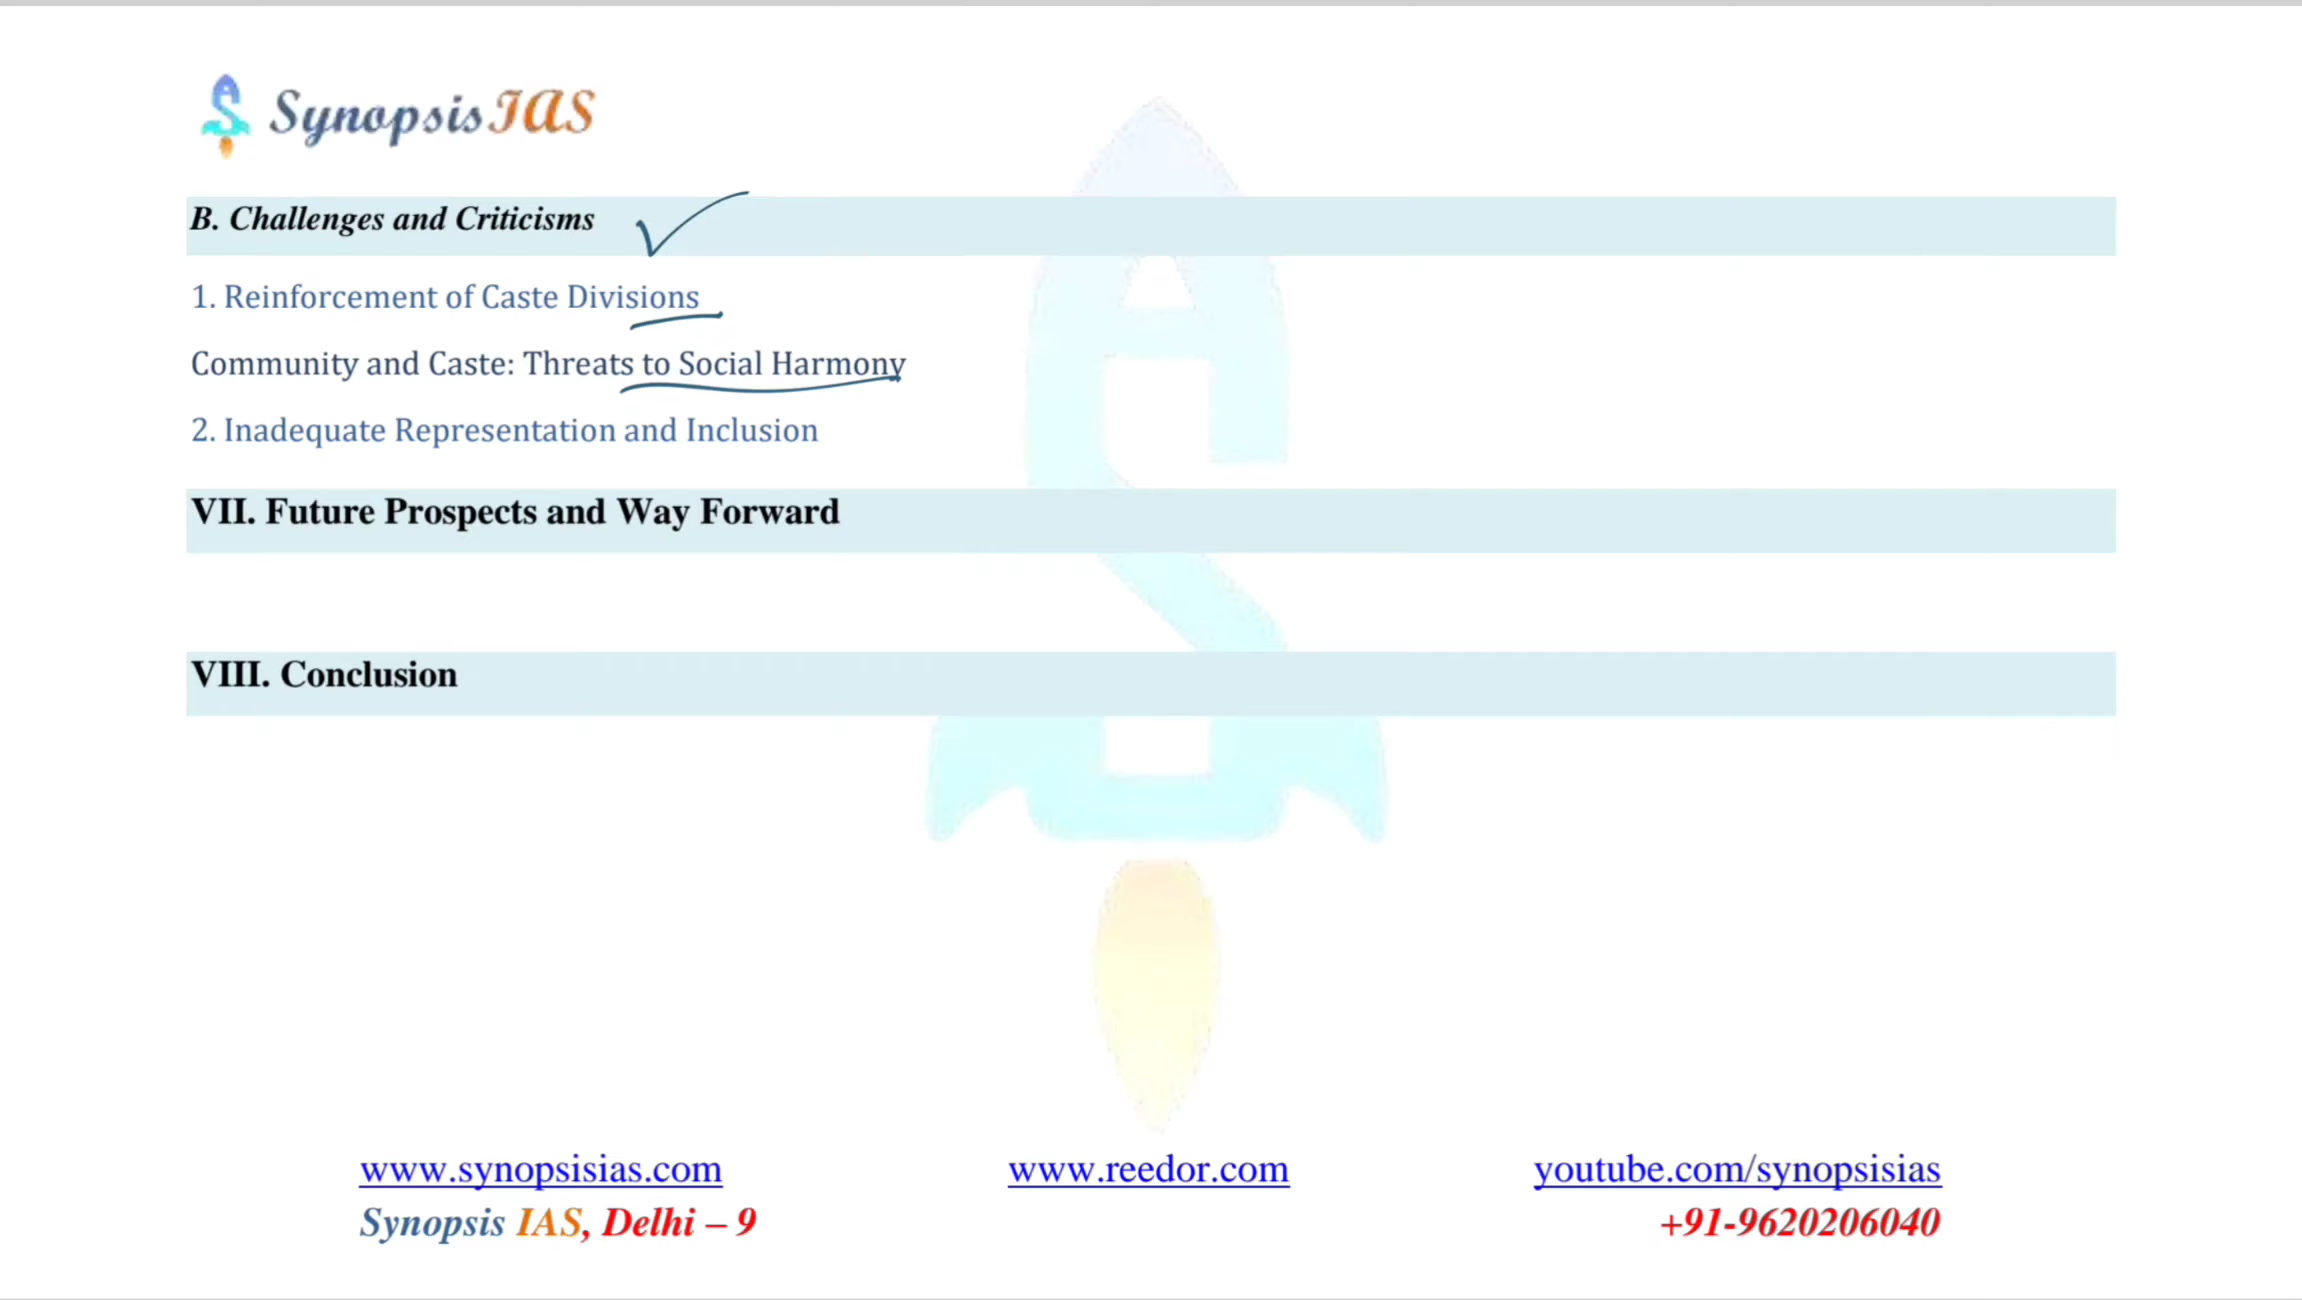 Synopsis IAS
B. Challenges and Criticisms
1. Reinforcement of Caste Divisions
Community and Caste: Threats to Social Harmony
2. Inadequate Representation and Inclusion
VII. Future Prospects and Way Forward
VIII. Conclusion
www.synopsisias.com www.reedor.com youtube.com/synopsisias
Synopsis IAS, Delhi – 9 +91-9620206040